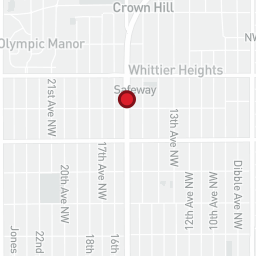 Crown Hill
NW
Olympic Manor
Whittier Heights
Safeway
21st Ave NW
13th Ave NW
17th Ave NW
20th Ave NW
12th Ave NW
10th Ave NW
Dibble Ave NW
Jones
22nd
18th
16th